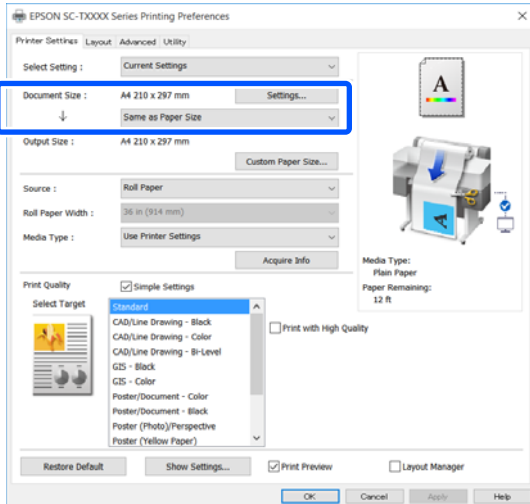 EPSON SC-TXXXX Series Printing Preferences
Printer Settings Layout Advanced Utility
Select Setting : Current Settings
Document Size : A4 210 x 297 mm Settings...
Same as Paper Size
Output Size : A4 210 x 297 mm
Custom Paper Size...
Source : Roll Paper
Roll Paper Width : 36 in (914 mm)
Media Type : Use Printer Settings
Acquire Info
A
A
Media Type:
Plain Paper
Paper Remaining:
12 ft
Print Quality Simple Settings
Select Target
Standard
CAD/Line Drawing - Black
CAD/Line Drawing - Color
CAD/Line Drawing - Bi-Level
GIS - Black
GIS - Color
Poster/Document - Color
Poster/Document - Black
Poster (Photo)/Perspective
Poster (Yellow Paper)
Print with High Quality
Restore Default Show Settings... Print Preview Layout Manager
OK Cancel Apply Help